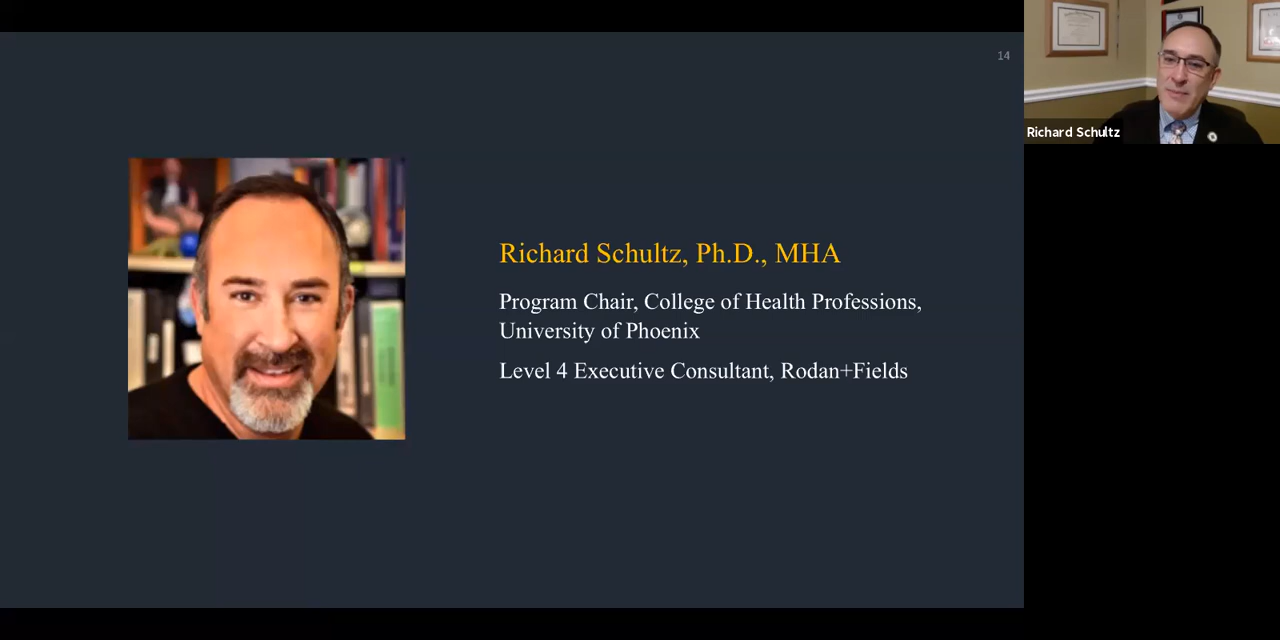 14
Richard Schultz
Richard Schultz, Ph.D., MHA
Program Chair, College of Health Professions,
University of Phoenix
Level 4 Executive Consultant, Rodan+Fields